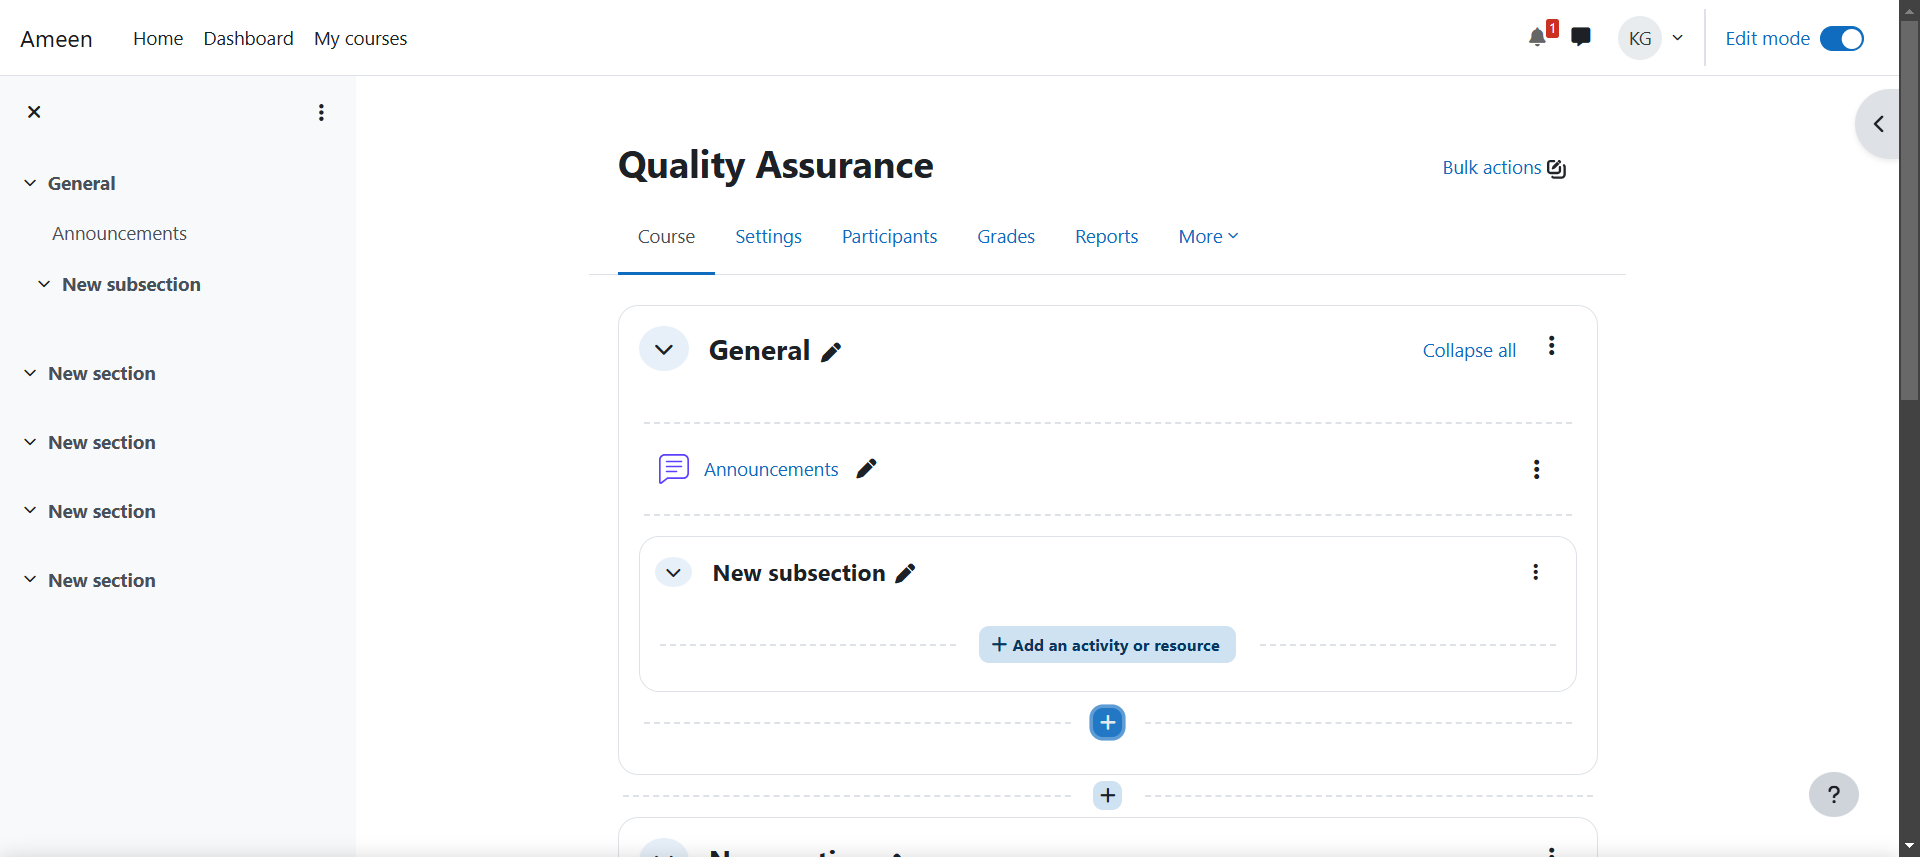 Ameen
Home
Dashboard
My courses
1
KG
Edit mode
General
Announcements
New subsection
New section
New section
New section
New section
Quality Assurance
Bulk actions
Course
Settings
Participants
Grades
Reports
More
General
Collapse all
Announcements
New subsection
+ Add an activity or resource
+
+
?